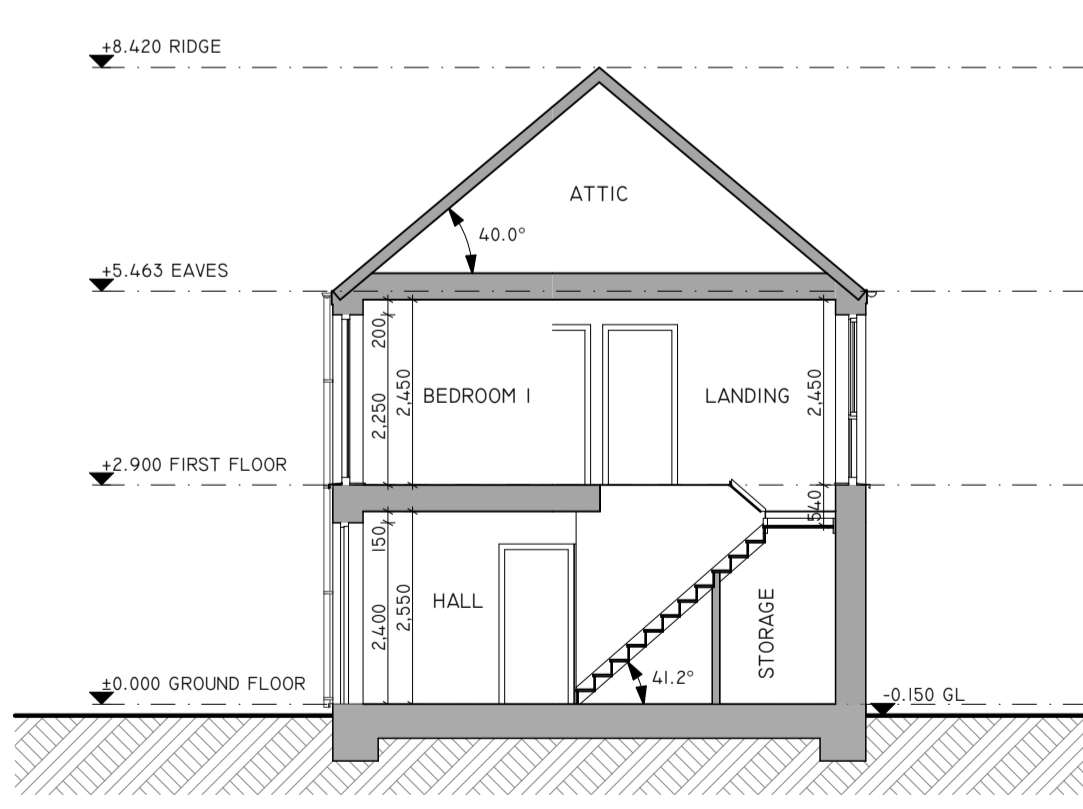 +8.420 RIDGE
ATTIC
40.0°
+5.463 EAVES
200
2,250
2,450
BEDROOM 1
LANDING
2,450
+2.900 FIRST FLOOR
540
150
2,400
2,550
HALL
STORAGE
41.2°
±0.000 GROUND FLOOR
-0.150 GL